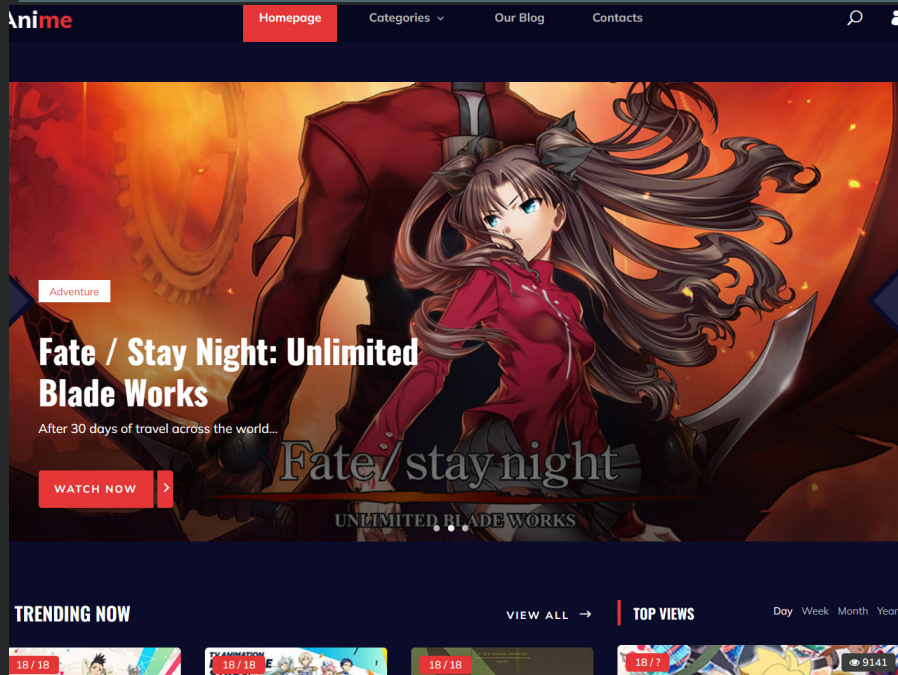 Anime
Homepage Categories Our Blog Contacts
Adventure
Fate / Stay Night: Unlimited
Blade Works
After 30 days of travel across the world...
WATCH NOW
Fate/stay night
UNLIMITED BLADE WORKS
TRENDING NOW
VIEW ALL
TOP VIEWS
Day Week Month Year
18 / 18
TV ANIMATION
18 / 18
18 / 18
18 / ?
9141